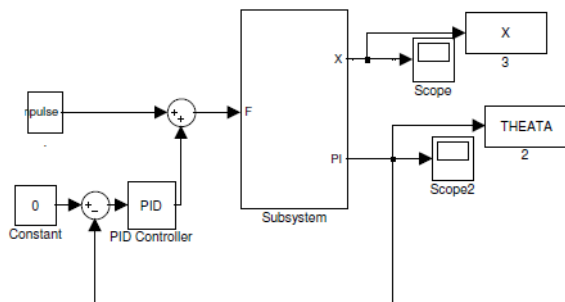 X
3
Scope
X
npulse
F
THEATA
2
PI
Scope2
0
PID
Subsystem
Constant
PID Controller